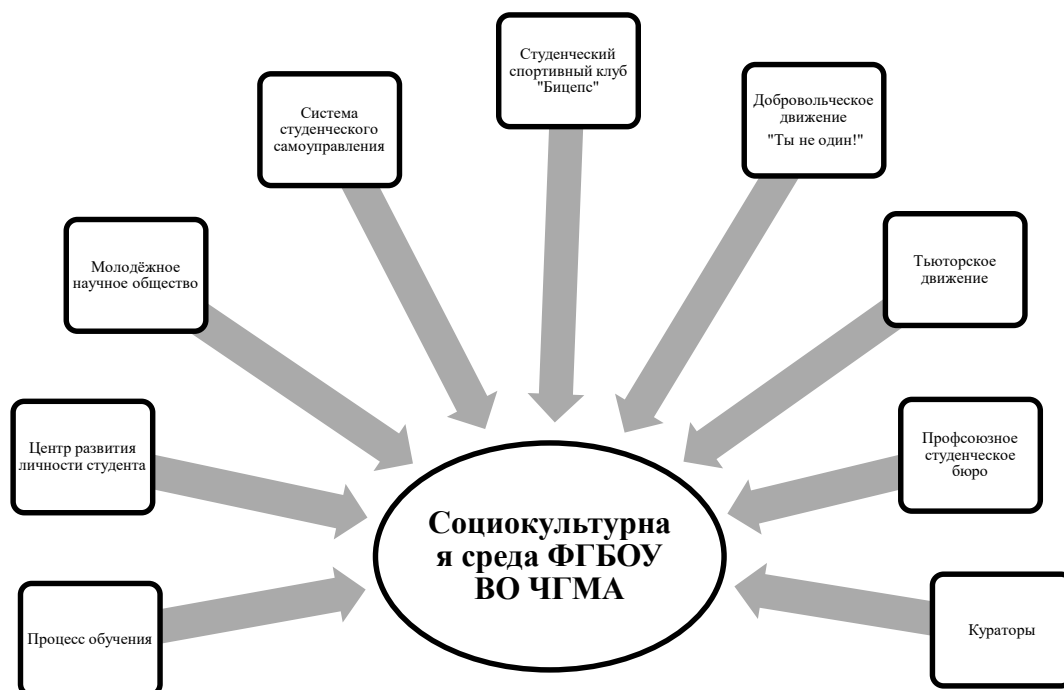 Студенческий
спортивный клуб
"Бицепс"
Добровольческое
движение
"Ты не один!"
Система
студенческого
самоуправления
Тьюторское
движение
Молодёжное
научное общество
Профсоюзное
студенческое
бюро
Центр развития
личности студента
Социокультурна
я среда ФГБОУ
ВО ЧГМА
Процесс обучения
Кураторы